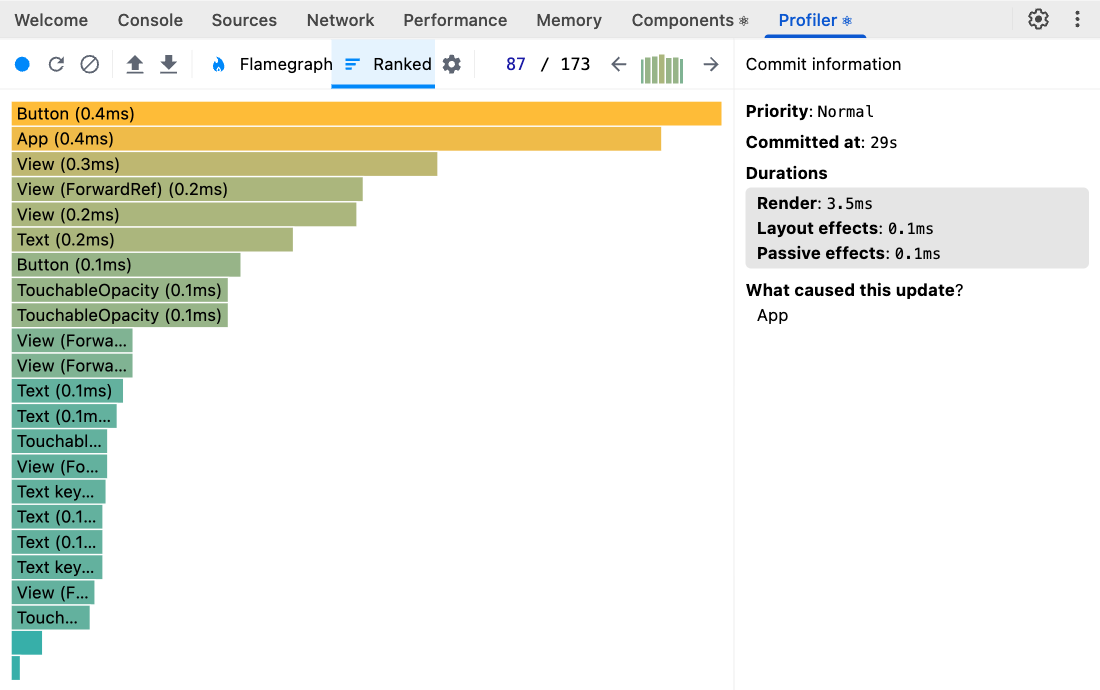 Welcome Console Sources Network Performance Memory Components Profiler
Flamegraph Ranked 87 / 173 Commit information
Button (0.4ms)
App (0.4ms)
View (0.3ms)
View (ForwardRef) (0.2ms)
View (0.2ms)
Text (0.2ms)
Button (0.1ms)
TouchableOpacity (0.1ms)
TouchableOpacity (0.1ms)
View (Forwa...
View (Forwa...
Text (0.1ms)
Text (0.1m...
Touchabl...
View (Fo...
Text key...
Text (0.1...
Text (0.1...
Text key...
View (F...
Touch...
Priority: Normal
Committed at: 29s
Durations
Render: 3.5ms
Layout effects: 0.1ms
Passive effects: 0.1ms
What caused this update?
App